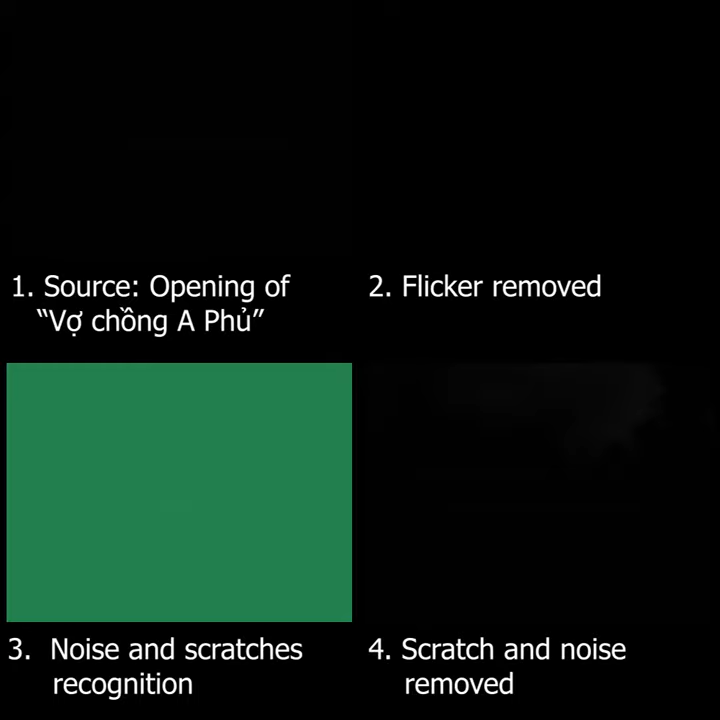 1. Source: Opening of
“Vợ chồng A Phủ”
2. Flicker removed
3. Noise and scratches
recognition
4. Scratch and noise
removed